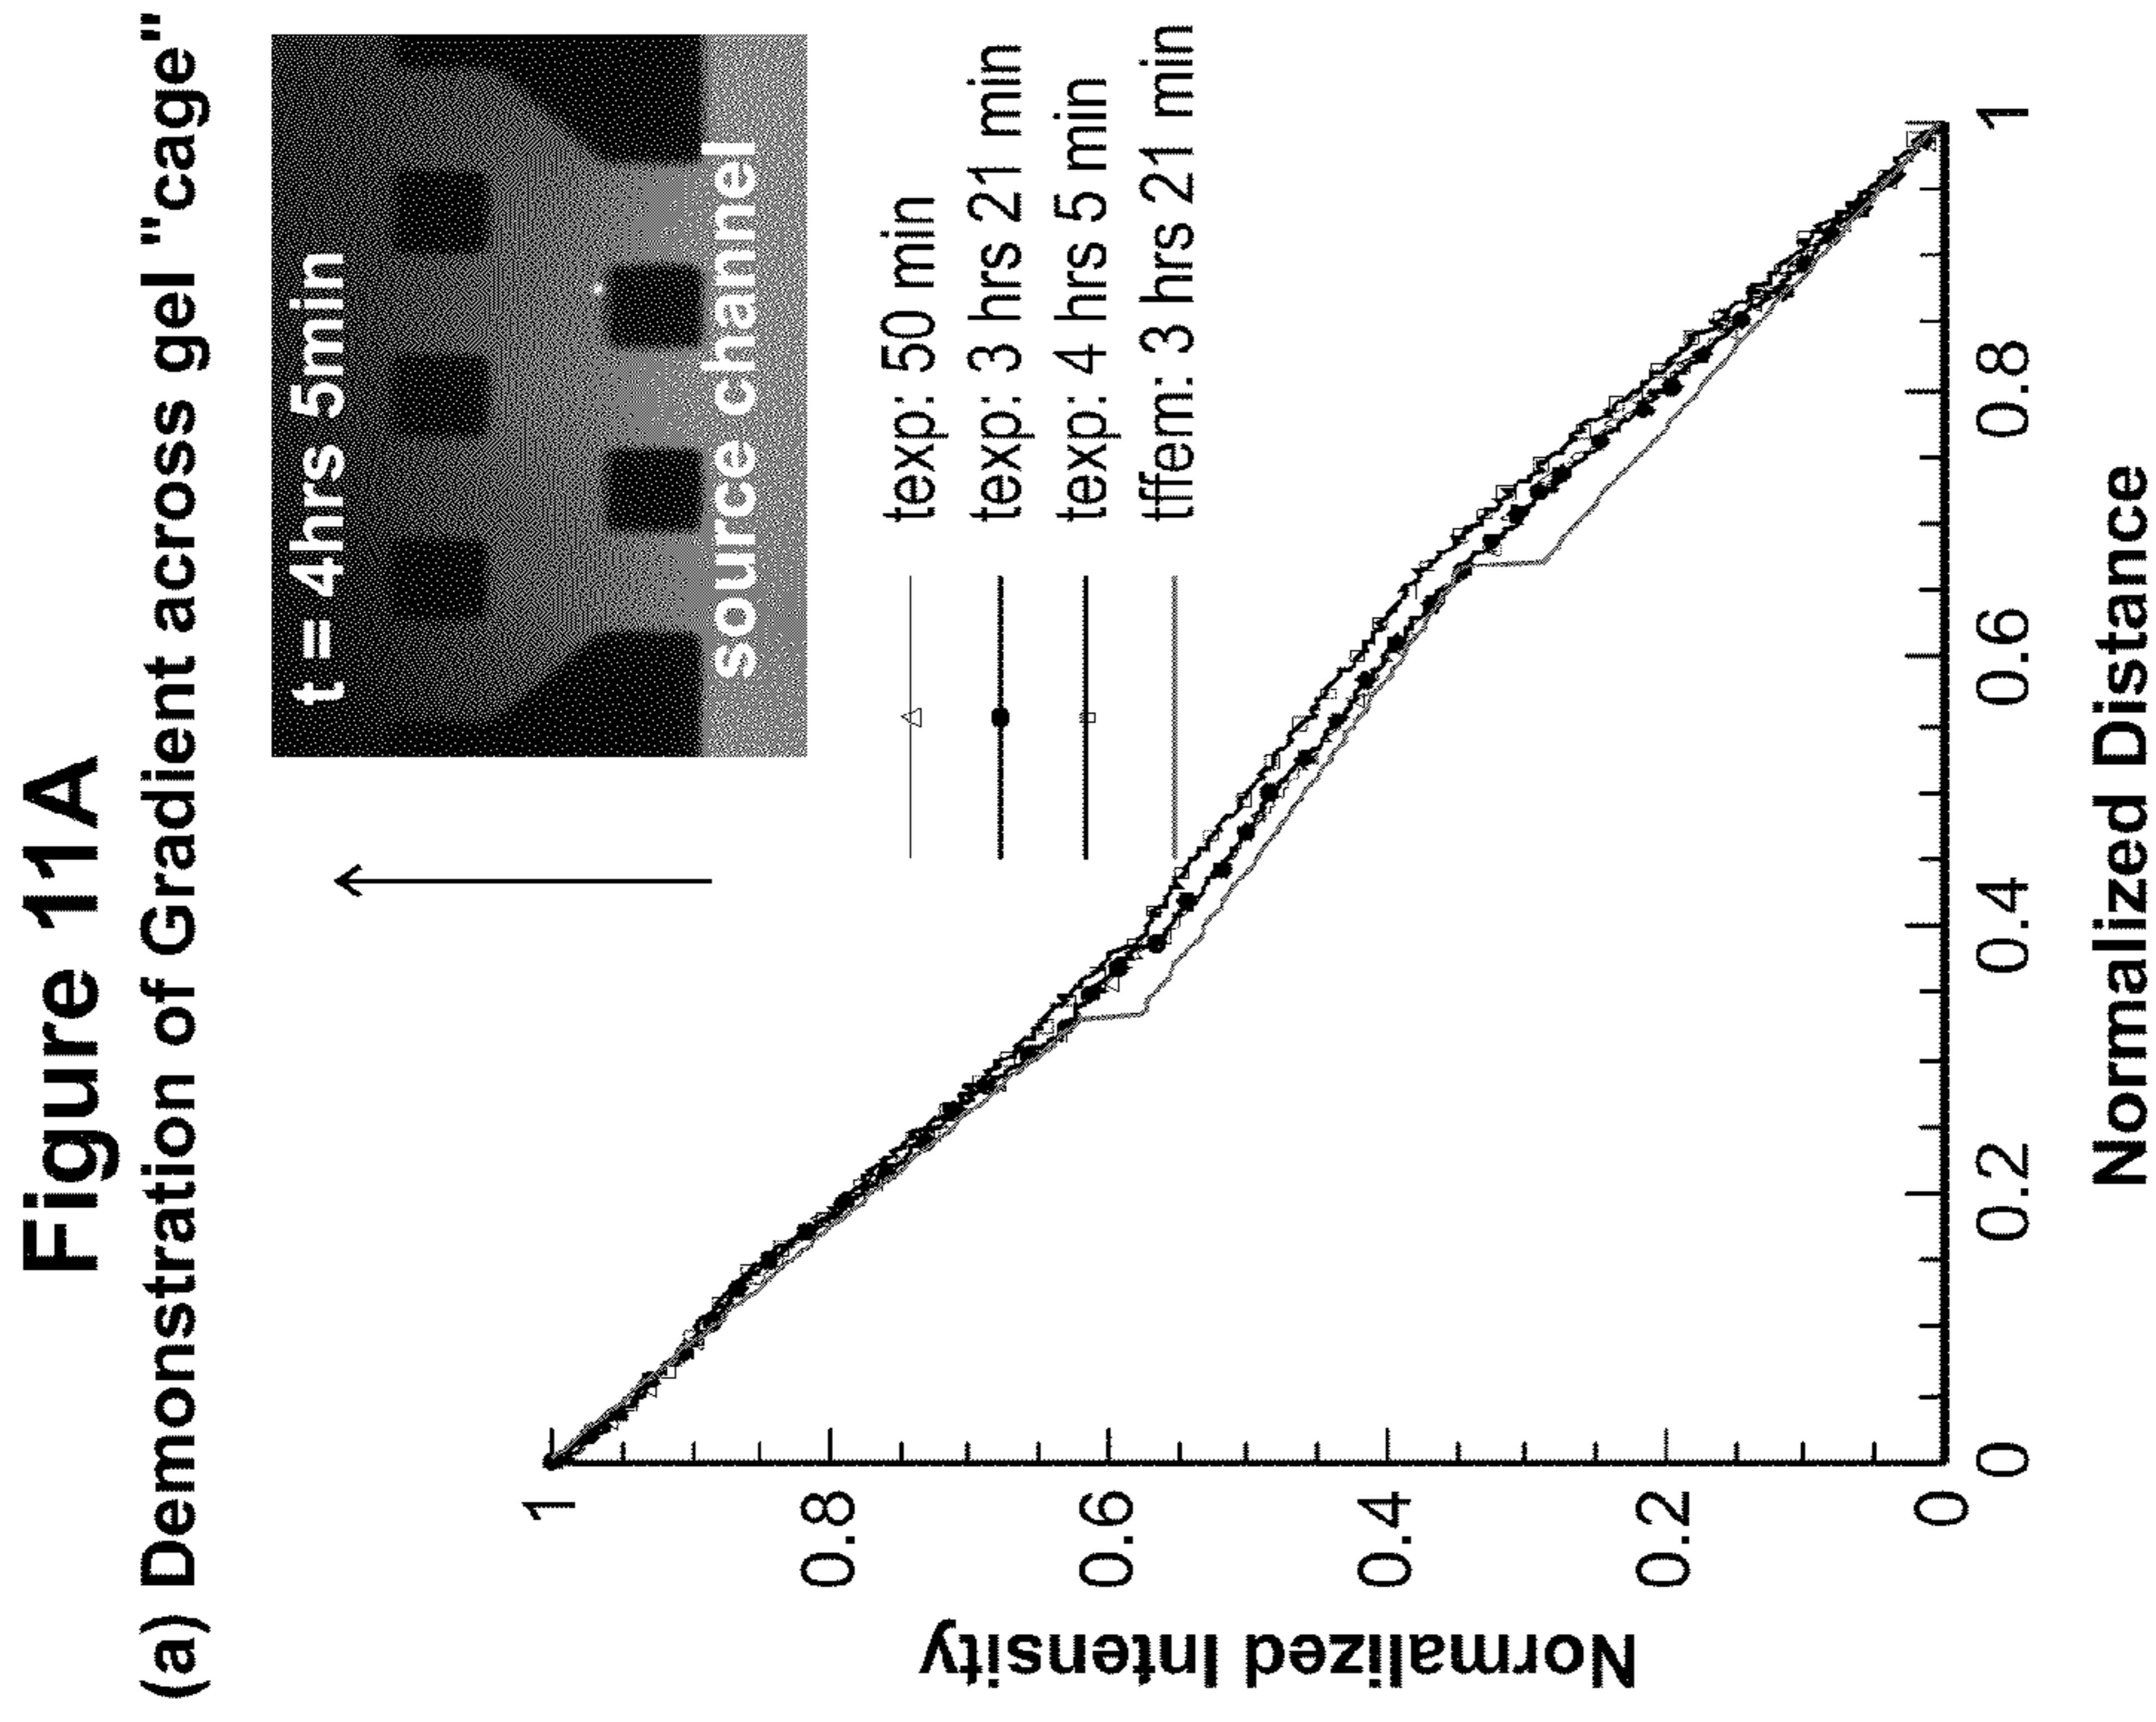 Figure 11A
(a) Demonstration of Gradient across gel "cage"
t = 4hrs 5min
source channel
texp: 50 min
texp: 3 hrs 21 min
texp: 4 hrs 5 min
tffem: 3 hrs 21 min
Normalized Intensity
1
0.8
0.6
0.4
0.2
0
0
0.2
0.4
0.6
0.8
1
Normalized Distance